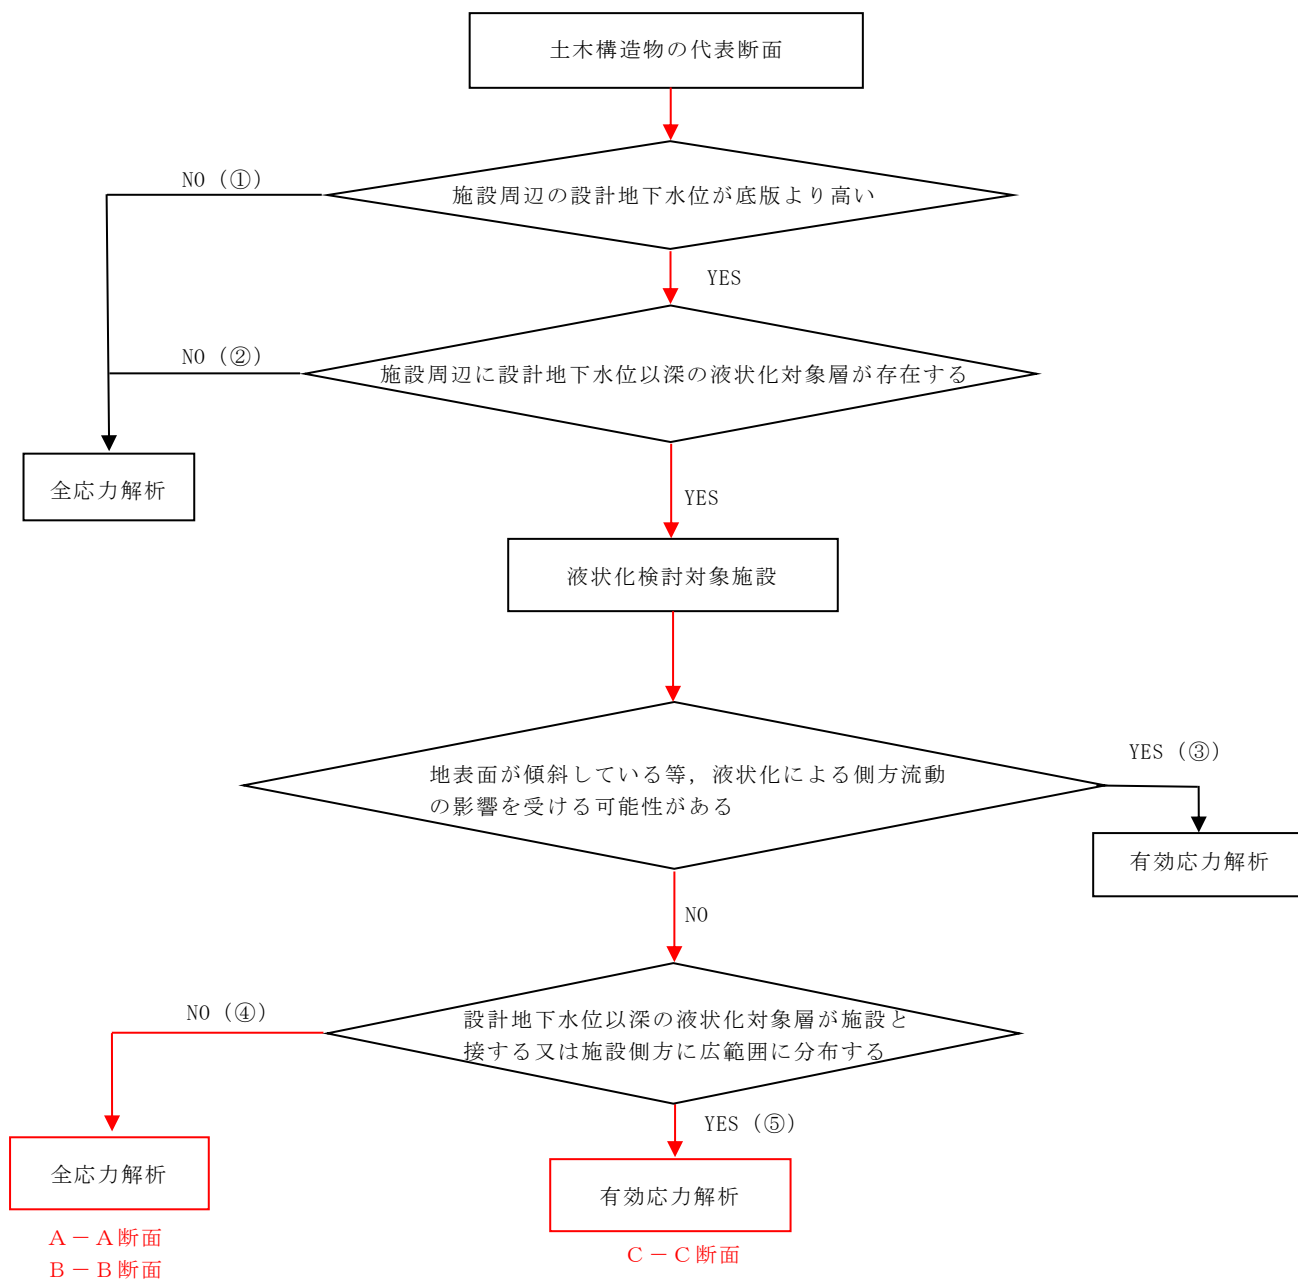 土木構造物の代表断面
NO (①)
施設周辺の設計地下水位が底版より高い
YES
NO (②)
施設周辺に設計地下水位以深の液状化対象層が存在する
全応力解析
YES
液状化検討対象施設
YES (③)
地表面が傾斜している等,液状化による側方流動
の影響を受ける可能性がある
有効応力解析
NO
NO (④)
設計地下水位以深の液状化対象層が施設と
接する又は施設側方に広範囲に分布する
YES (⑤)
全応力解析
有効応力解析
A-A断面
B-B断面
C-C断面